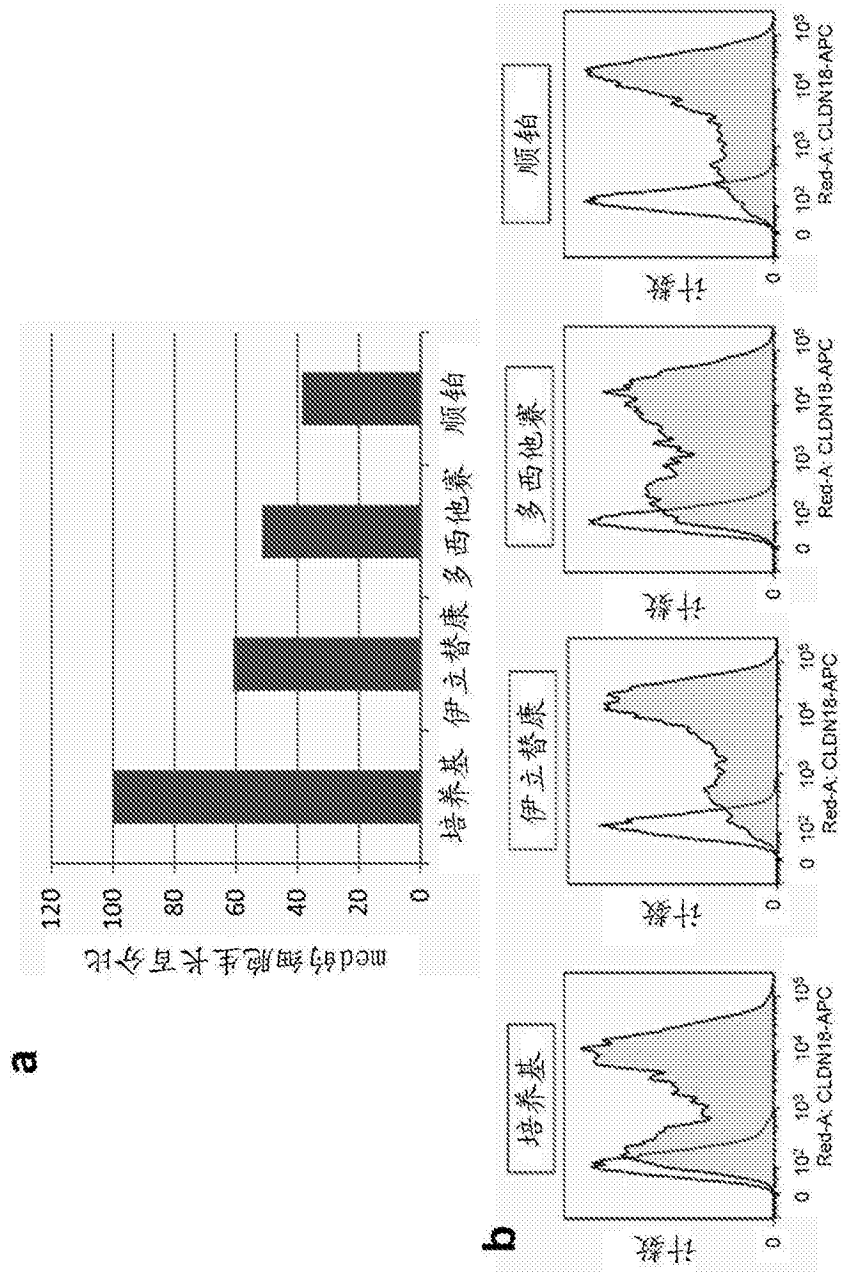 a
mcd的细胞生长百分比
120
100
80
60
40
20
0
培养基 伊立替康 多西他赛 顺铂
b
培养基
计数
0
0 10² 10³ 10⁴ 10⁵
Red-A: CLDN18-APC
伊立替康
计数
0
0 10² 10³ 10⁴ 10⁵
Red-A: CLDN18-APC
多西他赛
计数
0
0 10² 10³ 10⁴ 10⁵
Red-A: CLDN18-APC
顺铂
计数
0
0 10² 10³ 10⁴ 10⁵
Red-A: CLDN18-APC